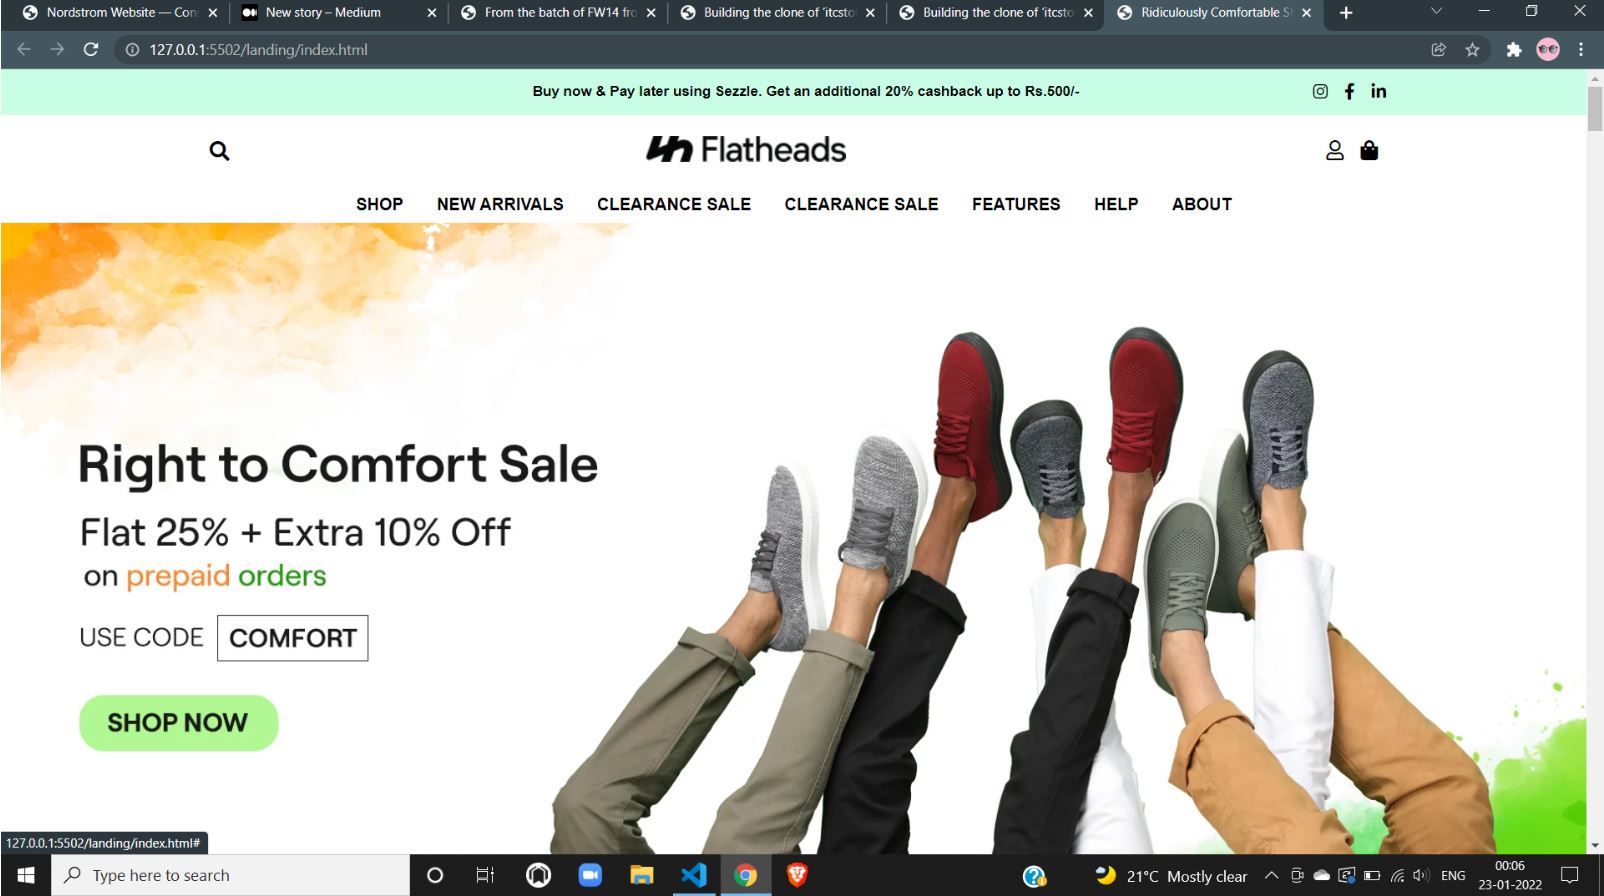 Nordstrom Website — Con
New story – Medium
From the batch of FW14 fro
Building the clone of ‘itcsto
Building the clone of ‘itcsto
Ridiculously Comfortable S
127.0.0.1:5502/landing/index.html
Buy now & Pay later using Sezzle. Get an additional 20% cashback up to Rs.500/-
Flatheads
SHOP NEW ARRIVALS CLEARANCE SALE CLEARANCE SALE FEATURES HELP ABOUT
Right to Comfort Sale
Flat 25% + Extra 10% Off
on prepaid orders
USE CODE COMFORT
SHOP NOW
127.0.0.1:5502/landing/index.html#
Type here to search
21°C Mostly clear
ENG
00:06
23-01-2022